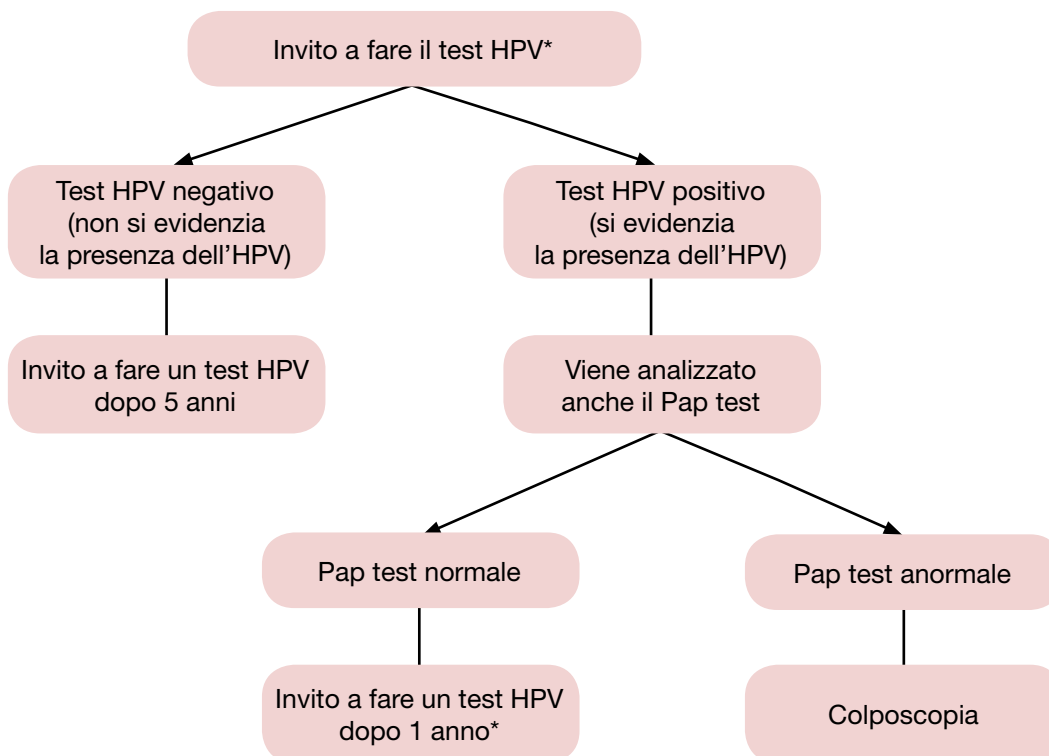 Invito a fare il test HPV*
Test HPV negativo
(non si evidenzia
la presenza dell’HPV)
Test HPV positivo
(si evidenzia
la presenza dell’HPV)
Invito a fare un test HPV
dopo 5 anni
Viene analizzato
anche il Pap test
Pap test normale
Pap test anormale
Invito a fare un test HPV
dopo 1 anno*
Colposcopia